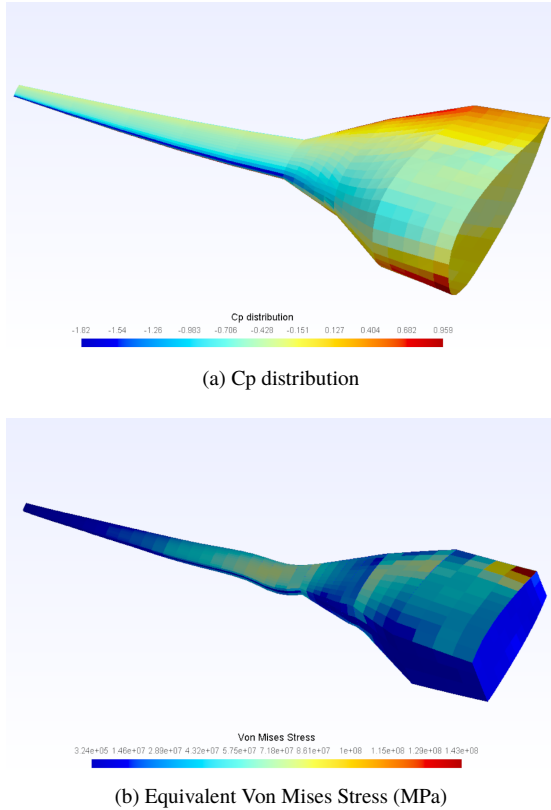 Cp distribution
-1.82 -1.54 -1.26 -0.983 -0.706 -0.428 -0.151 0.127 0.404 0.682 0.959
(a) Cp distribution
Von Mises Stress
3.24e+05 1.46e+07 2.89e+07 4.32e+07 5.75e+07 7.18e+07 8.61e+07 1e+08 1.15e+08 1.29e+08 1.43e+08
(b) Equivalent Von Mises Stress (MPa)